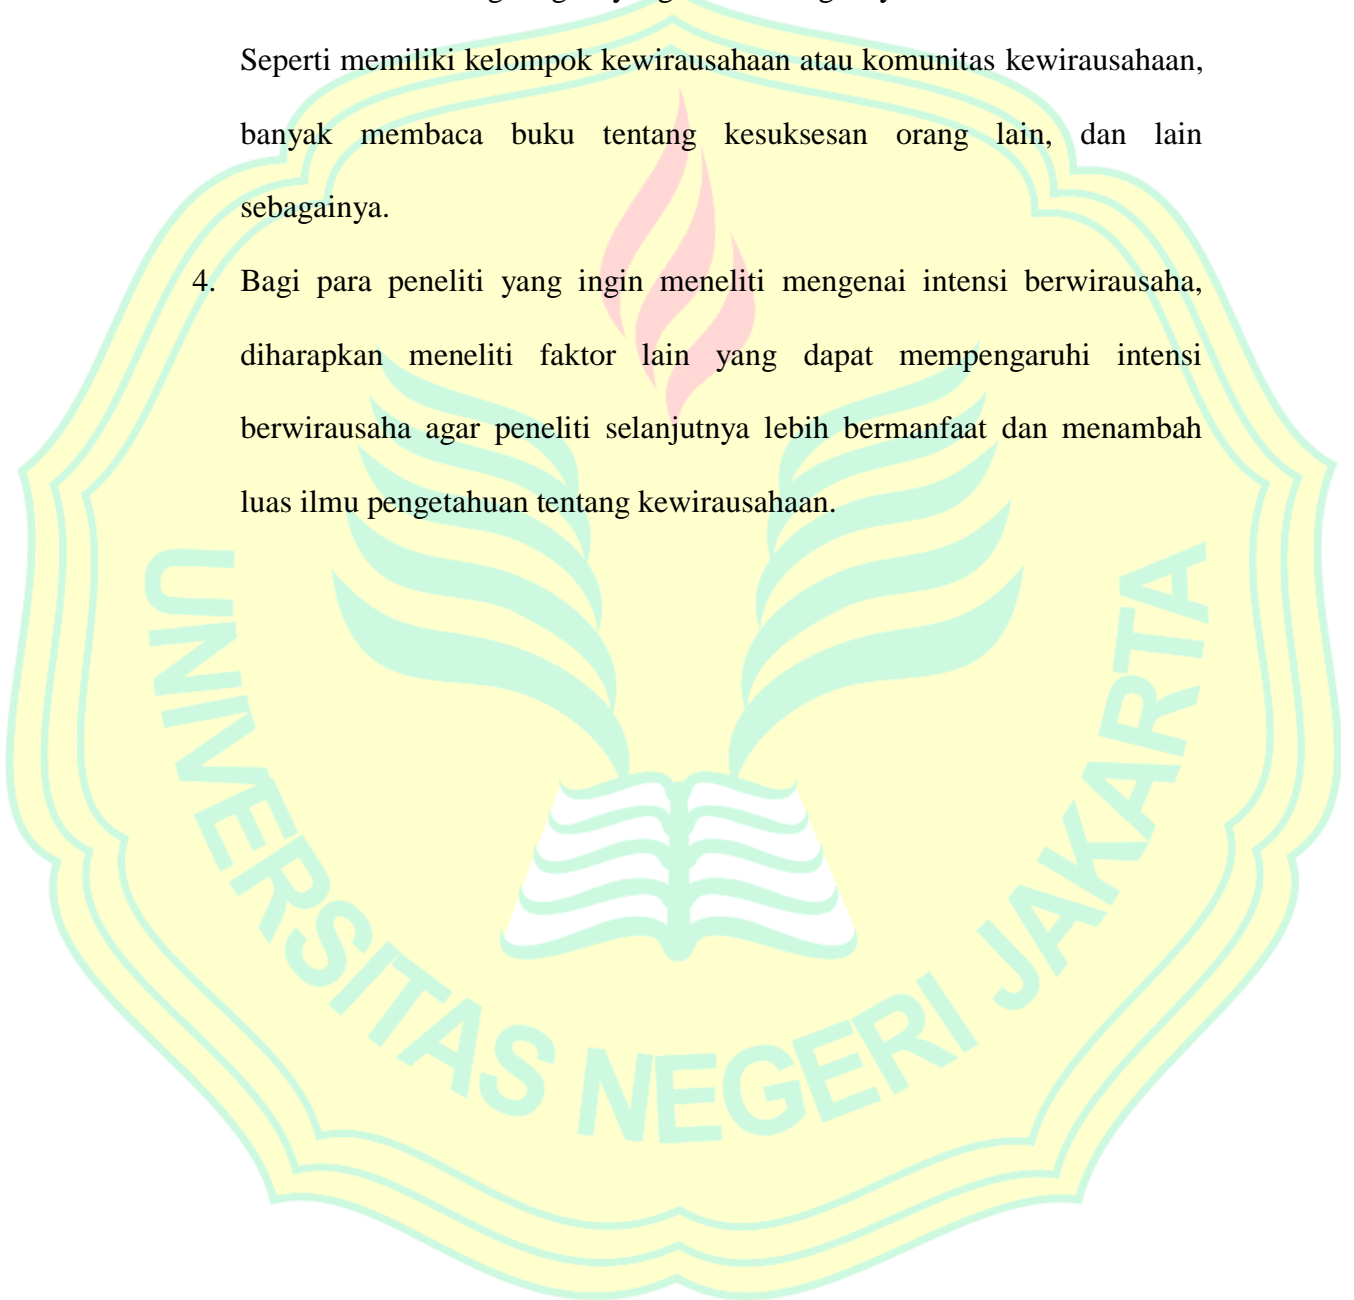 Seperti memiliki kelompok kewirausahaan atau komunitas kewirausahaan,
banyak membaca buku tentang kesuksesan orang lain, dan lain
sebagainya.
4. Bagi para peneliti yang ingin meneliti mengenai intensi berwirausaha,
diharapkan meneliti faktor lain yang dapat mempengaruhi intensi
berwirausaha agar peneliti selanjutnya lebih bermanfaat dan menambah
luas ilmu pengetahuan tentang kewirausahaan.
UNIVERSITAS NEGERI JAKARTA